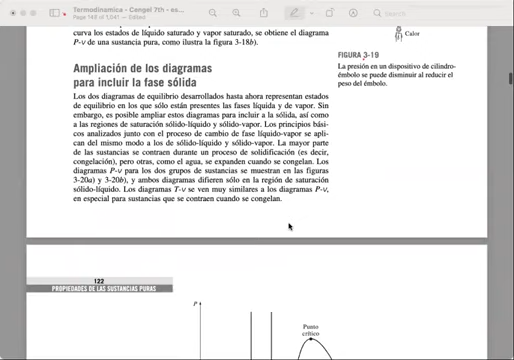 Termodinamica - Cengel 7th - es...
Page 148 of 1,041 — Edited
Search
curva los estados de líquido saturado y vapor saturado, se obtiene el diagrama
P-v de una sustancia pura, como ilustra la figura 3-18b).
Calor
FIGURA 3-19
La presión en un dispositivo de cilindro-
émbolo se puede disminuir al reducir el
peso del émbolo.
Ampliación de los diagramas
para incluir la fase sólida
Los dos diagramas de equilibrio desarrollados hasta ahora representan estados
de equilibrio en los que sólo están presentes las fases líquida y de vapor. Sin
embargo, es posible ampliar estos diagramas para incluir a la sólida, así como
a las regiones de saturación sólido-líquido y sólido-vapor. Los principios bási-
cos analizados junto con el proceso de cambio de fase líquido-vapor se apli-
can del mismo modo a los de sólido-líquido y sólido-vapor. La mayor parte
de las sustancias se contraen durante un proceso de solidificación (es decir,
congelación), pero otras, como el agua, se expanden cuando se congelan. Los
diagramas P-v para los dos grupos de sustancias se muestran en las figuras
3-20a) y 3-20b), y ambos diagramas difieren sólo en la región de saturación
sólido-líquido. Los diagramas T-v se ven muy similares a los diagramas P-v,
en especial para sustancias que se contraen cuando se congelan.
122
PROPIEDADES DE LAS SUSTANCIAS PURAS
P
Punto
crítico